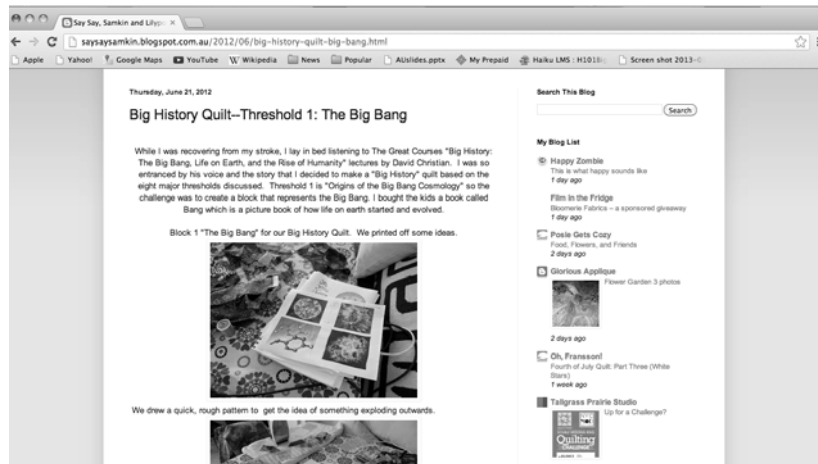 Say Say, Samkin and Lilyp
saysaysamkin.blogspot.com.au/2012/06/big-history-quilt-big-bang.html
Apple Yahoo! Google Maps YouTube Wikipedia News Popular AUslides.pptx My Prepaid Haiku LMS : H1018 Screen shot 2013
Thursday, June 21, 2012
Big History Quilt--Threshold 1: The Big Bang
While I was recovering from my stroke, I lay in bed listening to The Great Courses "Big History:
The Big Bang, Life on Earth, and the Rise of Humanity" lectures by David Christian. I was so
entranced by his voice and the story that I decided to make a "Big History" quilt based on the
eight major thresholds discussed. Threshold 1 is "Origins of the Big Bang Cosmology" so the
challenge was to create a block that represents the Big Bang. I bought the kids a book called
Bang which is a picture book of how life on earth started and evolved.
Block 1 "The Big Bang" for our Big History Quilt. We printed off some ideas.
We drew a quick, rough pattern to get the idea of something exploding outwards.
Search This Blog
Search
My Blog List
Happy Zombie
This is what happy sounds like
1 day ago
Film in the Fridge
Bloomerie Fabrics – a sponsored giveaway
1 day ago
Posie Gets Cozy
Food, Flowers, and Friends
2 days ago
Glorious Applique
Flower Garden 3 photos
2 days ago
Oh, Fransson!
Fourth of July Quilt: Part Three (White
Stars)
1 week ago
Tallgrass Prairie Studio
Up for a Challenge?
Quilting
CHALLENGE